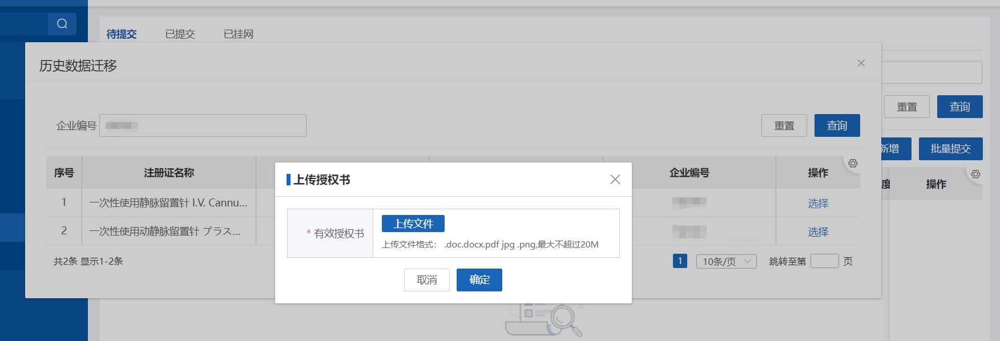 待提交 已提交 已挂网
历史数据迁移
企业编号 重置 查询
重置 查询
新增 批量提交
序号 注册证名称 企业编号 操作
度 操作
1 一次性使用静脉留置针 I.V. Cannu... 选择
2 一次性使用动静脉留置针 プラス... 选择
共2条 显示1-2条 1 10条/页 跳转至第 页
上传授权书
* 有效授权书 上传文件
上传文件格式： .doc.docx.pdf jpg .png,最大不超过20M
取消 确定